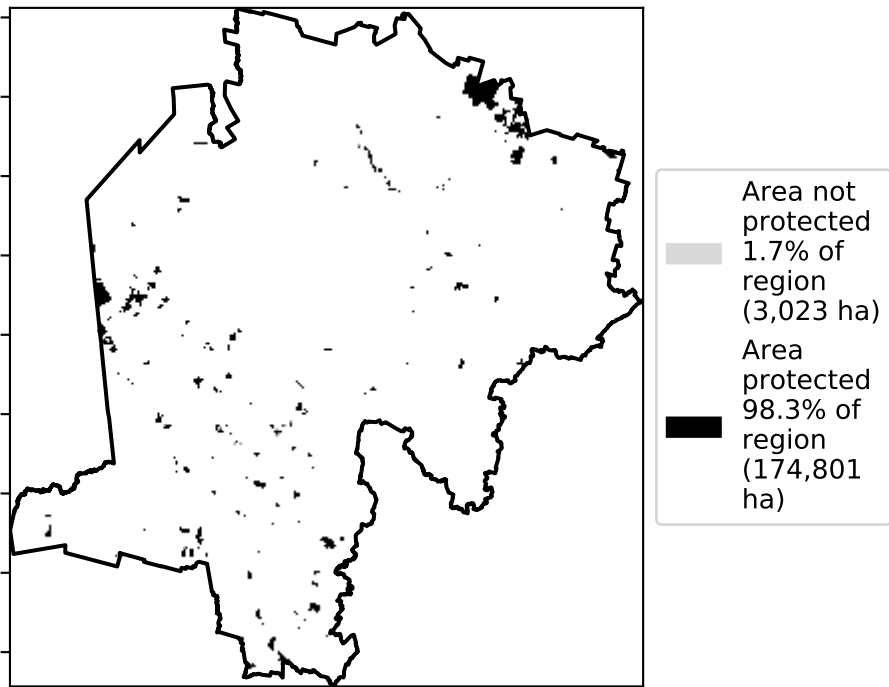 Area not
protected
1.7% of
region
(3,023 ha)
Area
protected
98.3% of
region
(174,801
ha)